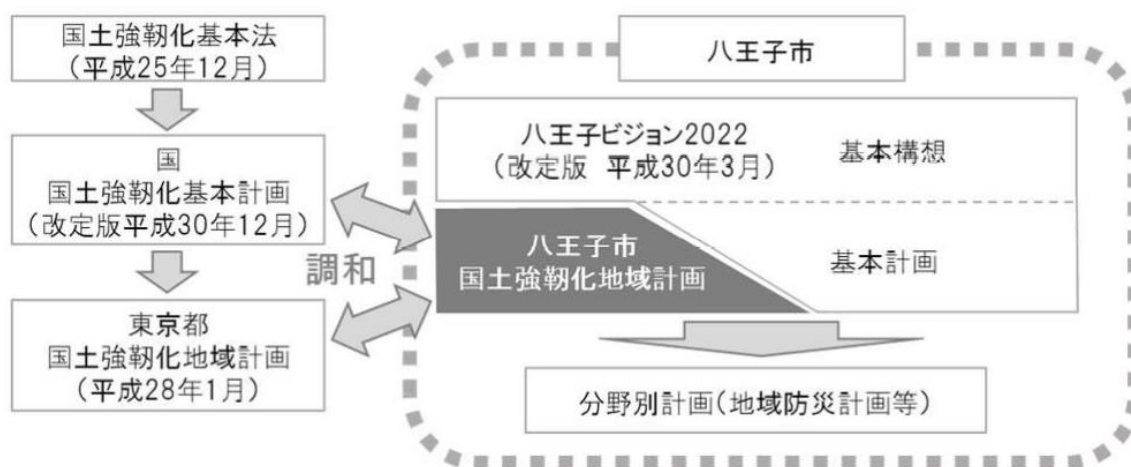 国土強靭化基本法
(平成25年12月)
国
国土強靭化基本計画
(改定版平成30年12月)
東京都
国土強靭化地域計画
(平成28年1月)
調和
八王子市
八王子ビジョン2022
(改定版 平成30年3月)
基本構想
八王子市
国土強靭化地域計画
基本計画
分野別計画(地域防災計画等)